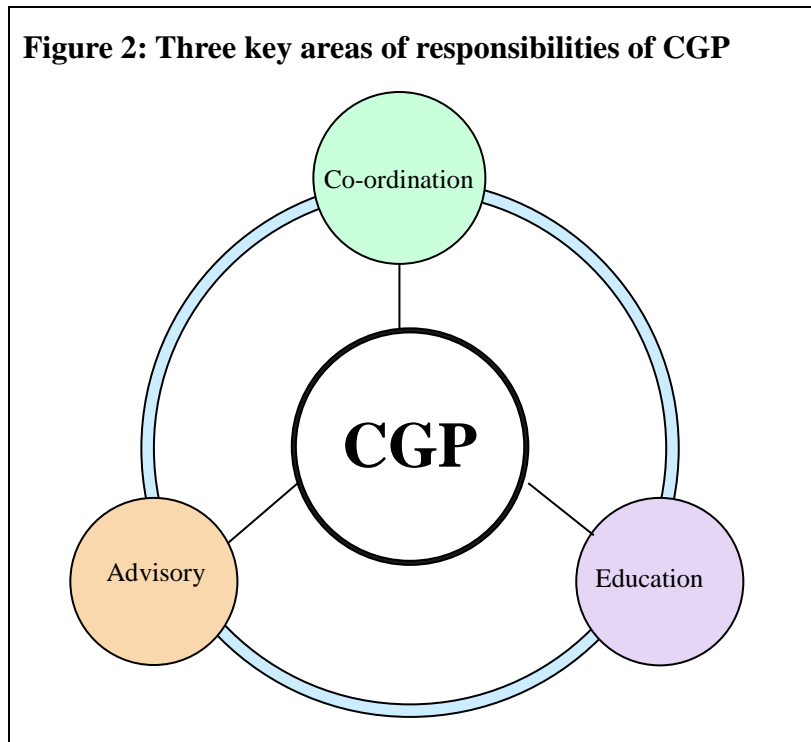 Figure 2: Three key areas of responsibilities of CGP
Co-ordination
CGP
Advisory
Education